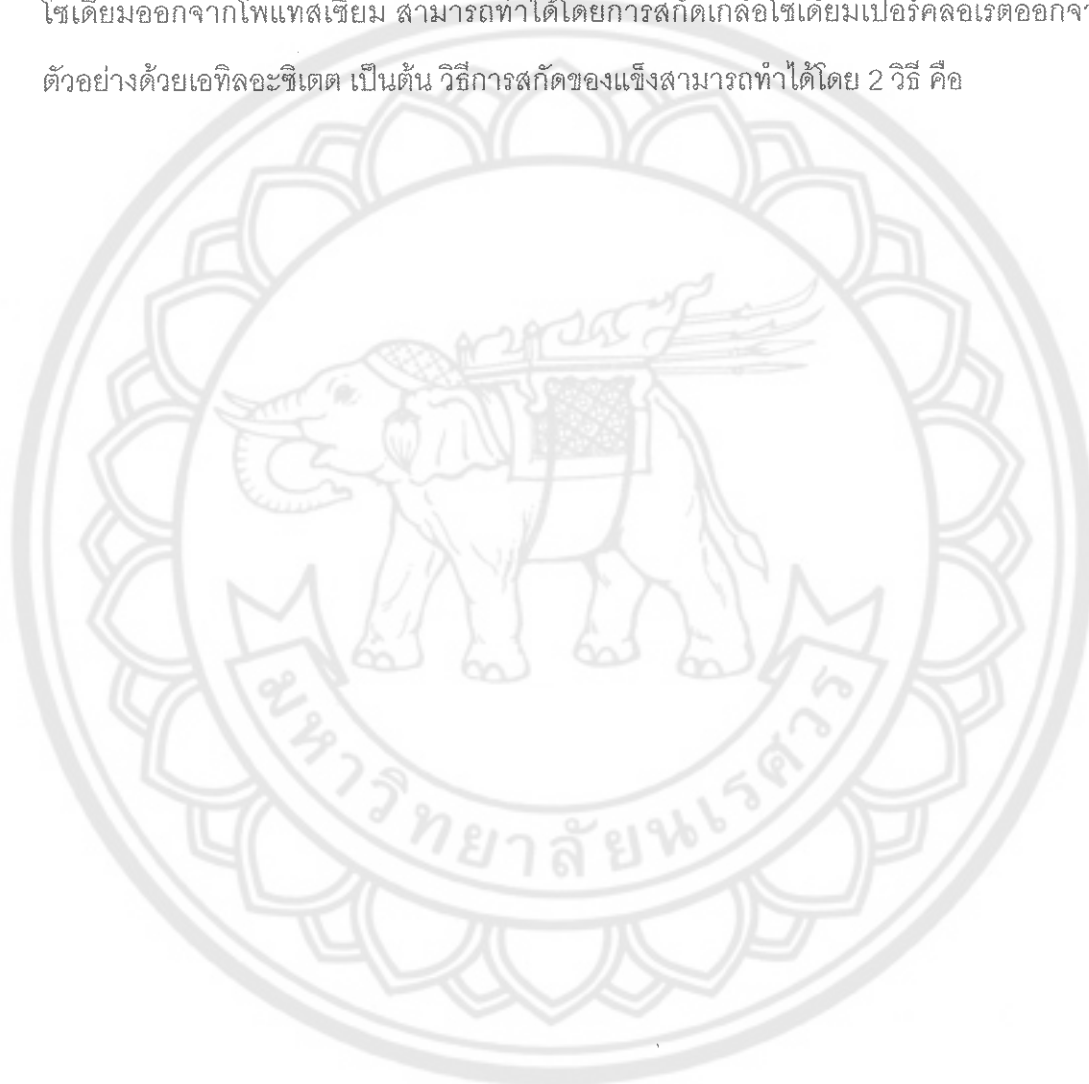 โซเดียมออกจากโพแทสเซียม สามารถทำได้โดยการสกัดเกลือโซเดียมเปอร์คลอเรตออกจา
ตัวอย่างด้วยเอทิลอะซิเตต เป็นต้น วิธีการสกัดของแข็งสามารถทำได้โดย 2 วิธี คือ
มหาวิทยาลัยนเรศวร